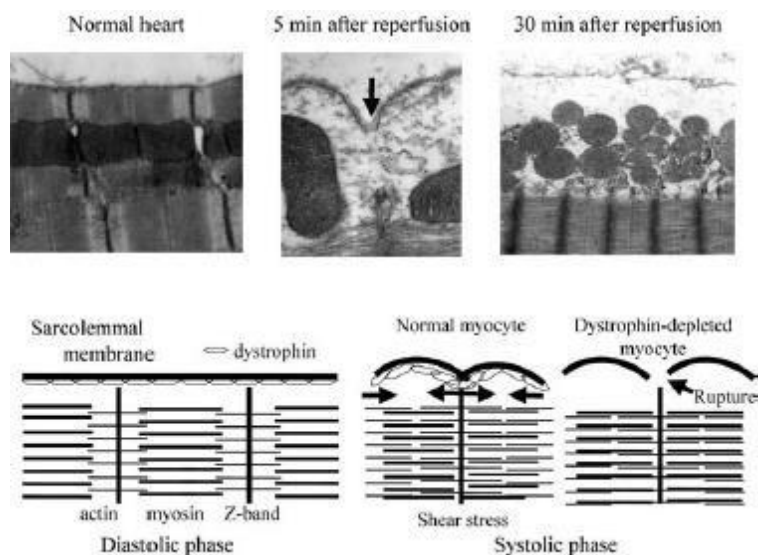 Normal heart
5 min after reperfusion
30 min after reperfusion
Sarcolemmal
membrane
dystrophin
Normal myocyte
Dystrophin-depleted
myocyte
Rupture
actin
myosin
Z-band
Shear stress
Diastolic phase
Systolic phase